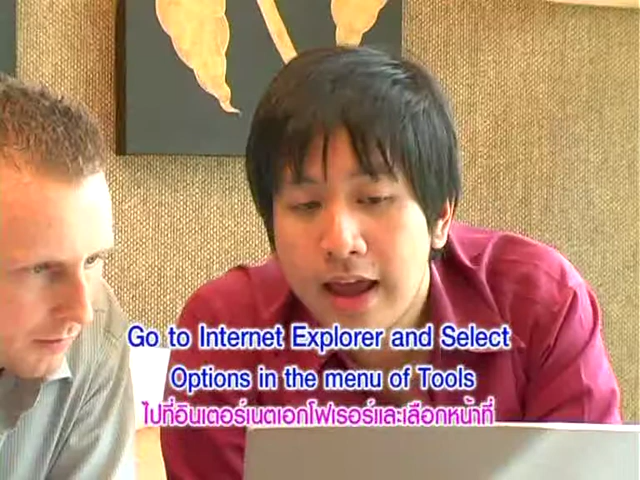 Go to Internet Explorer and Select
Options in the menu of Tools
ไปที่อินเตอร์เนตเอกโฟเรอร์และเลือกหน้าที่